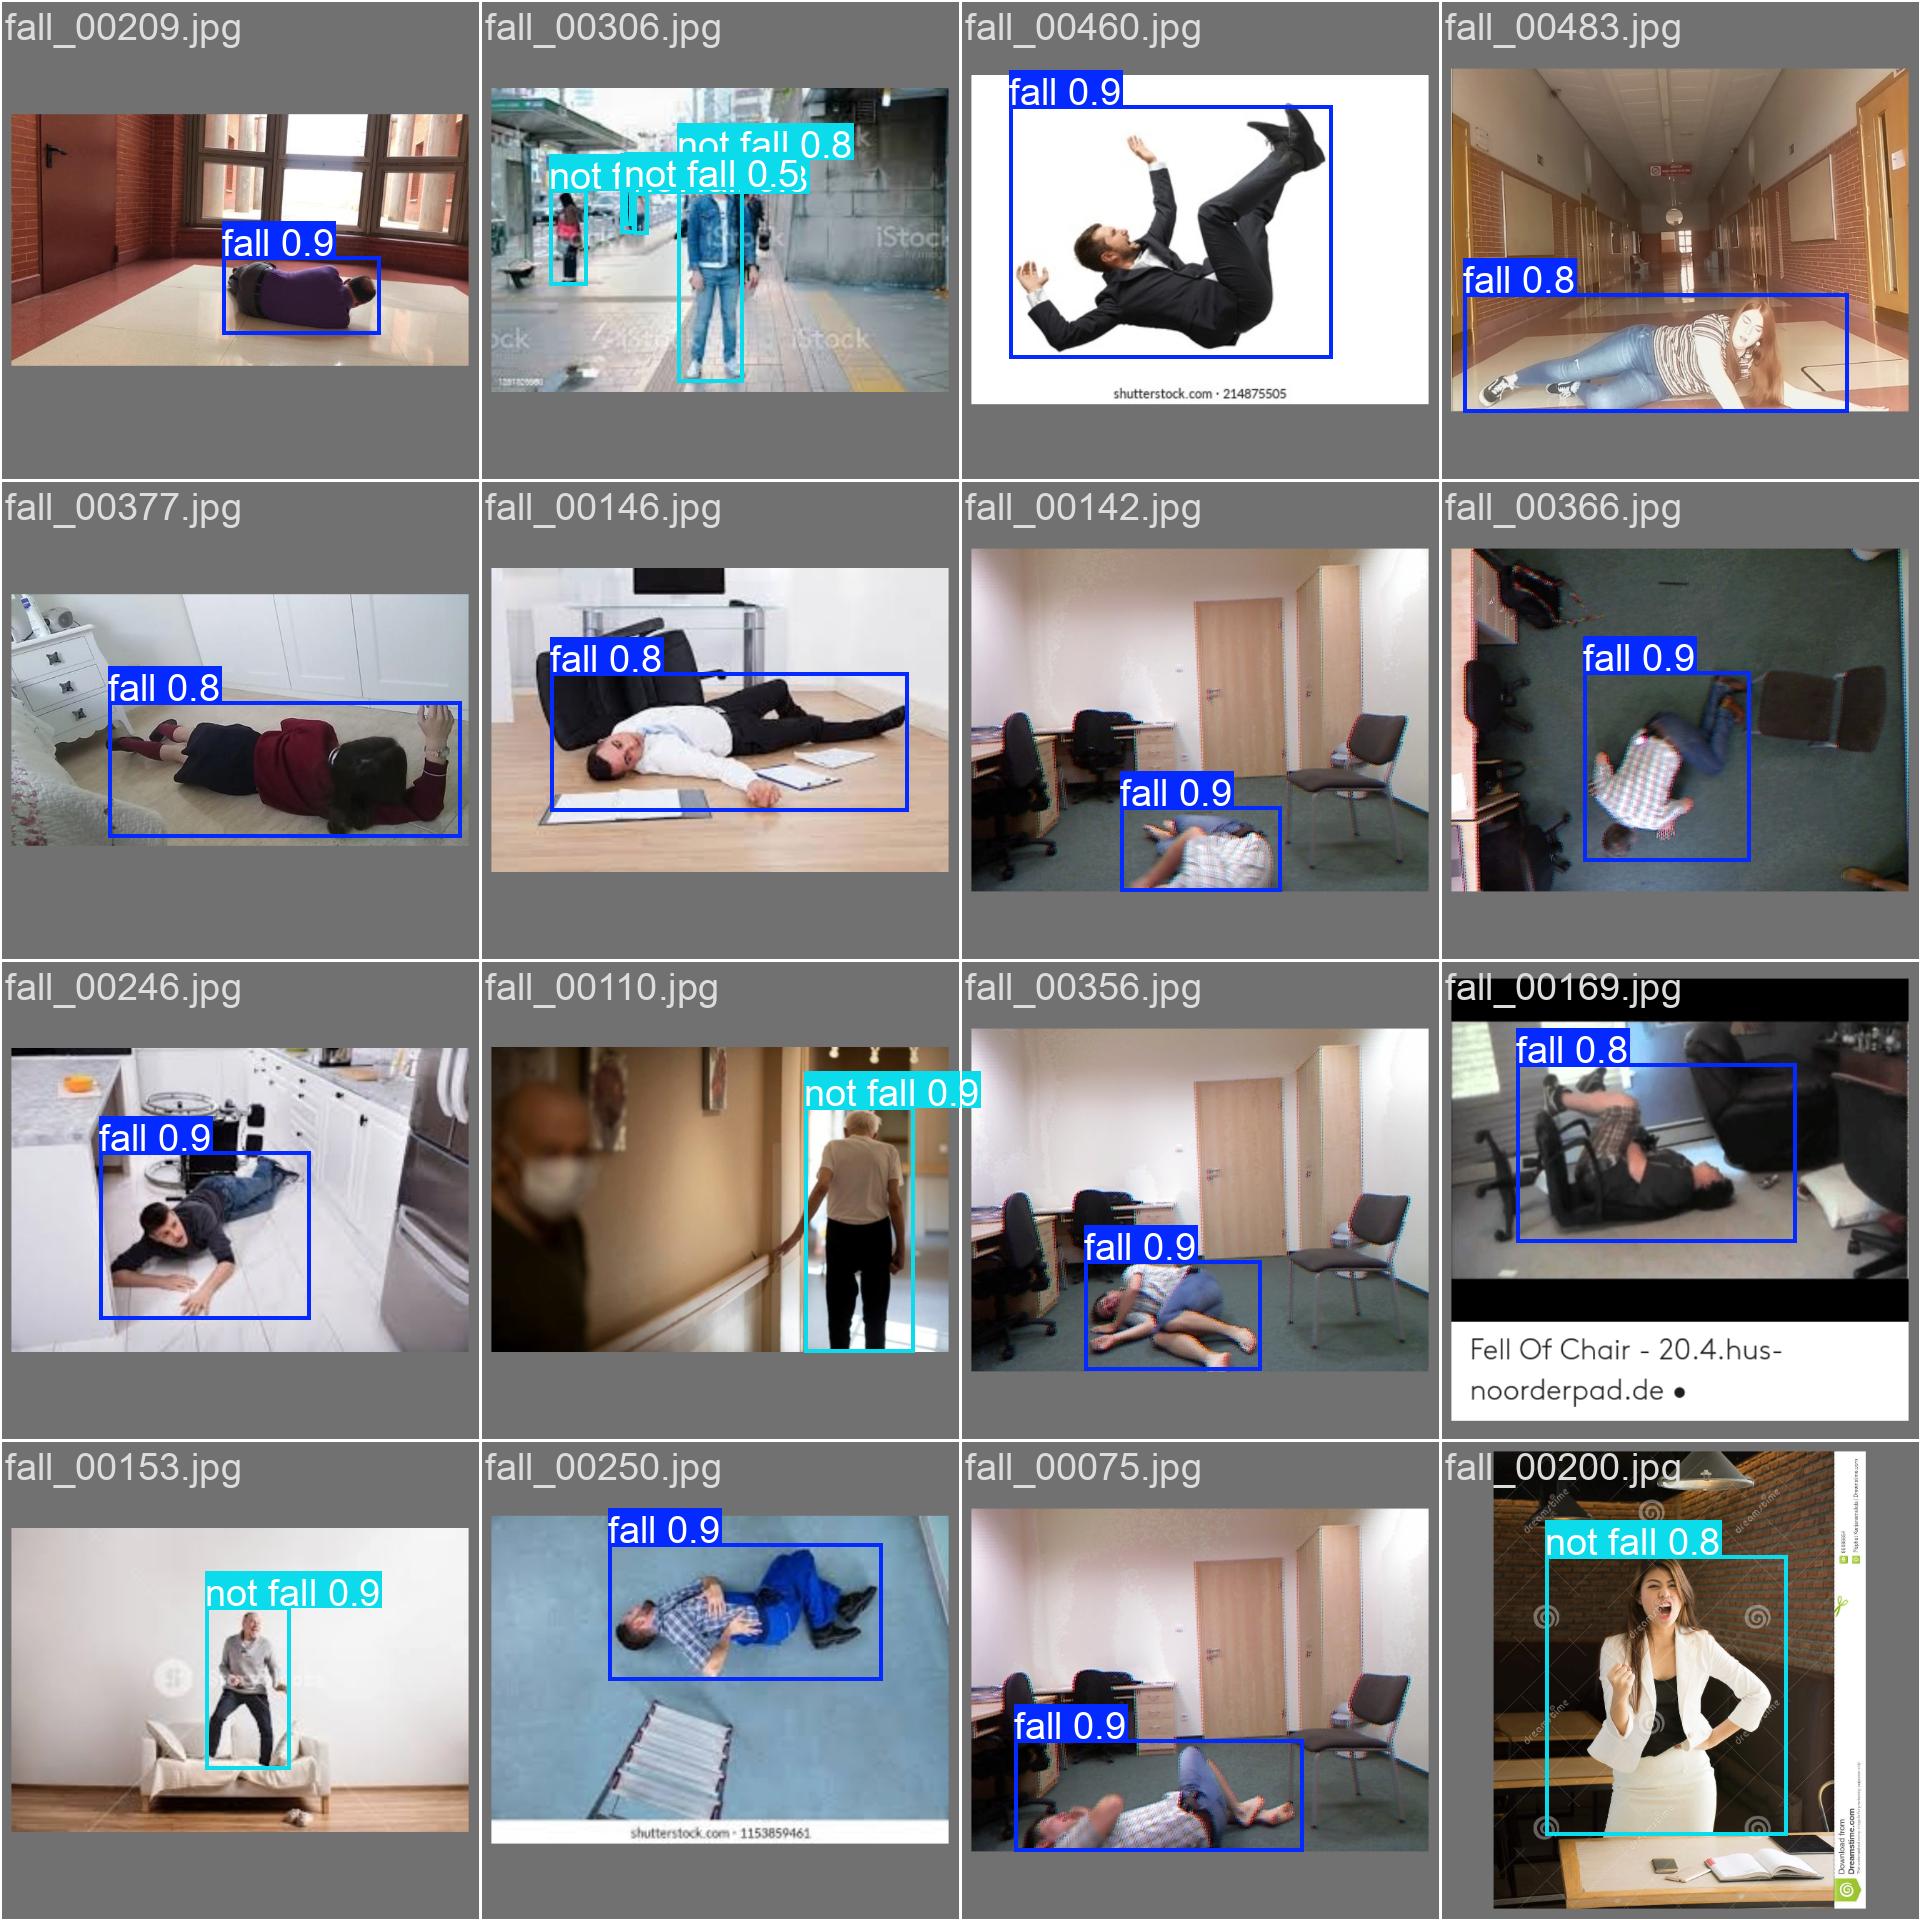 fall_00209.jpg
fall 0.9
fall_00306.jpg
not fall 0.8
not f
not fall 0.5
iStock
fall_00460.jpg
fall 0.9
shutterstock.com · 214875505
fall_00483.jpg
fall 0.8
fall_00377.jpg
fall 0.8
fall_00146.jpg
fall 0.8
fall_00142.jpg
fall 0.9
fall_00366.jpg
fall 0.9
fall_00246.jpg
fall 0.9
fall_00110.jpg
not fall 0.9
fall_00356.jpg
fall 0.9
fall_00169.jpg
fall 0.8
Fell Of Chair - 20.4.hus-
noorderpad.de ●
fall_00153.jpg
not fall 0.9
fall_00250.jpg
fall 0.9
shutterstock.com · 1153859461
fall_00075.jpg
fall 0.9
fall_00200.jpg
not fall 0.8
dreamstime
Download from
Dreamstime.com